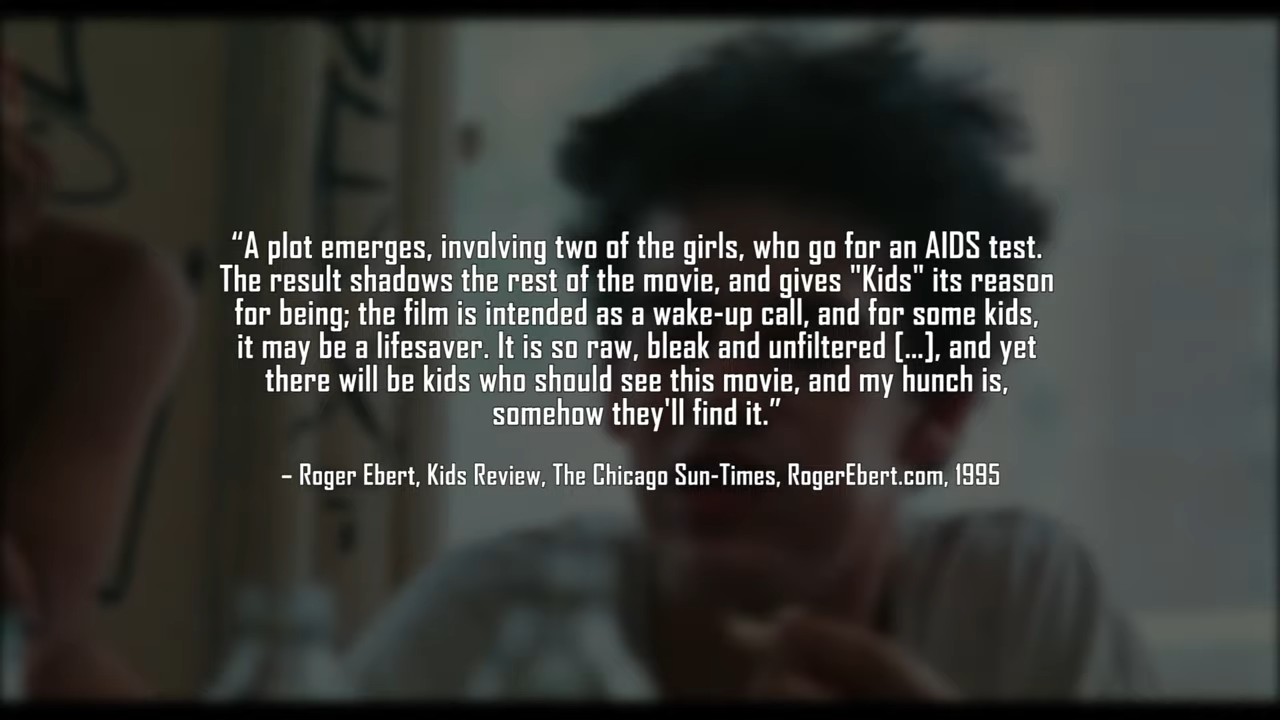 “A plot emerges, involving two of the girls, who go for an AIDS test.
The result shadows the rest of the movie, and gives "Kids" its reason
for being; the film is intended as a wake-up call, and for some kids,
it may be a lifesaver. It is so raw, bleak and unfiltered [...], and yet
there will be kids who should see this movie, and my hunch is,
somehow they'll find it.”
– Roger Ebert, Kids Review, The Chicago Sun-Times, RogerEbert.com, 1995